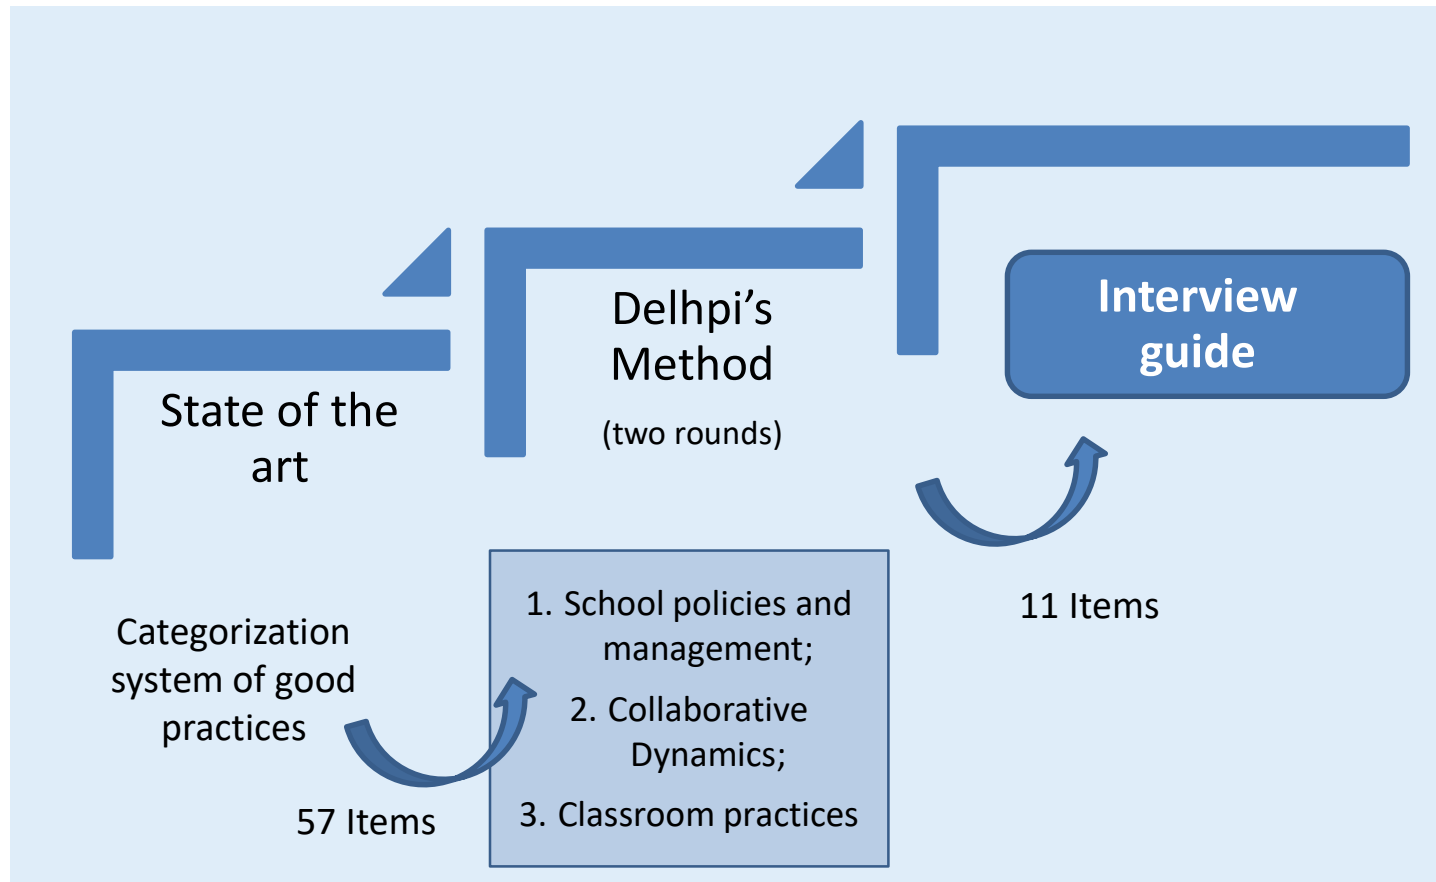 State of the
art
Categorization
system of good
practices
57 Items
Delhpi’s
Method
(two rounds)
1. School policies and
management;
2. Collaborative
Dynamics;
3. Classroom practices
Interview
guide
11 Items